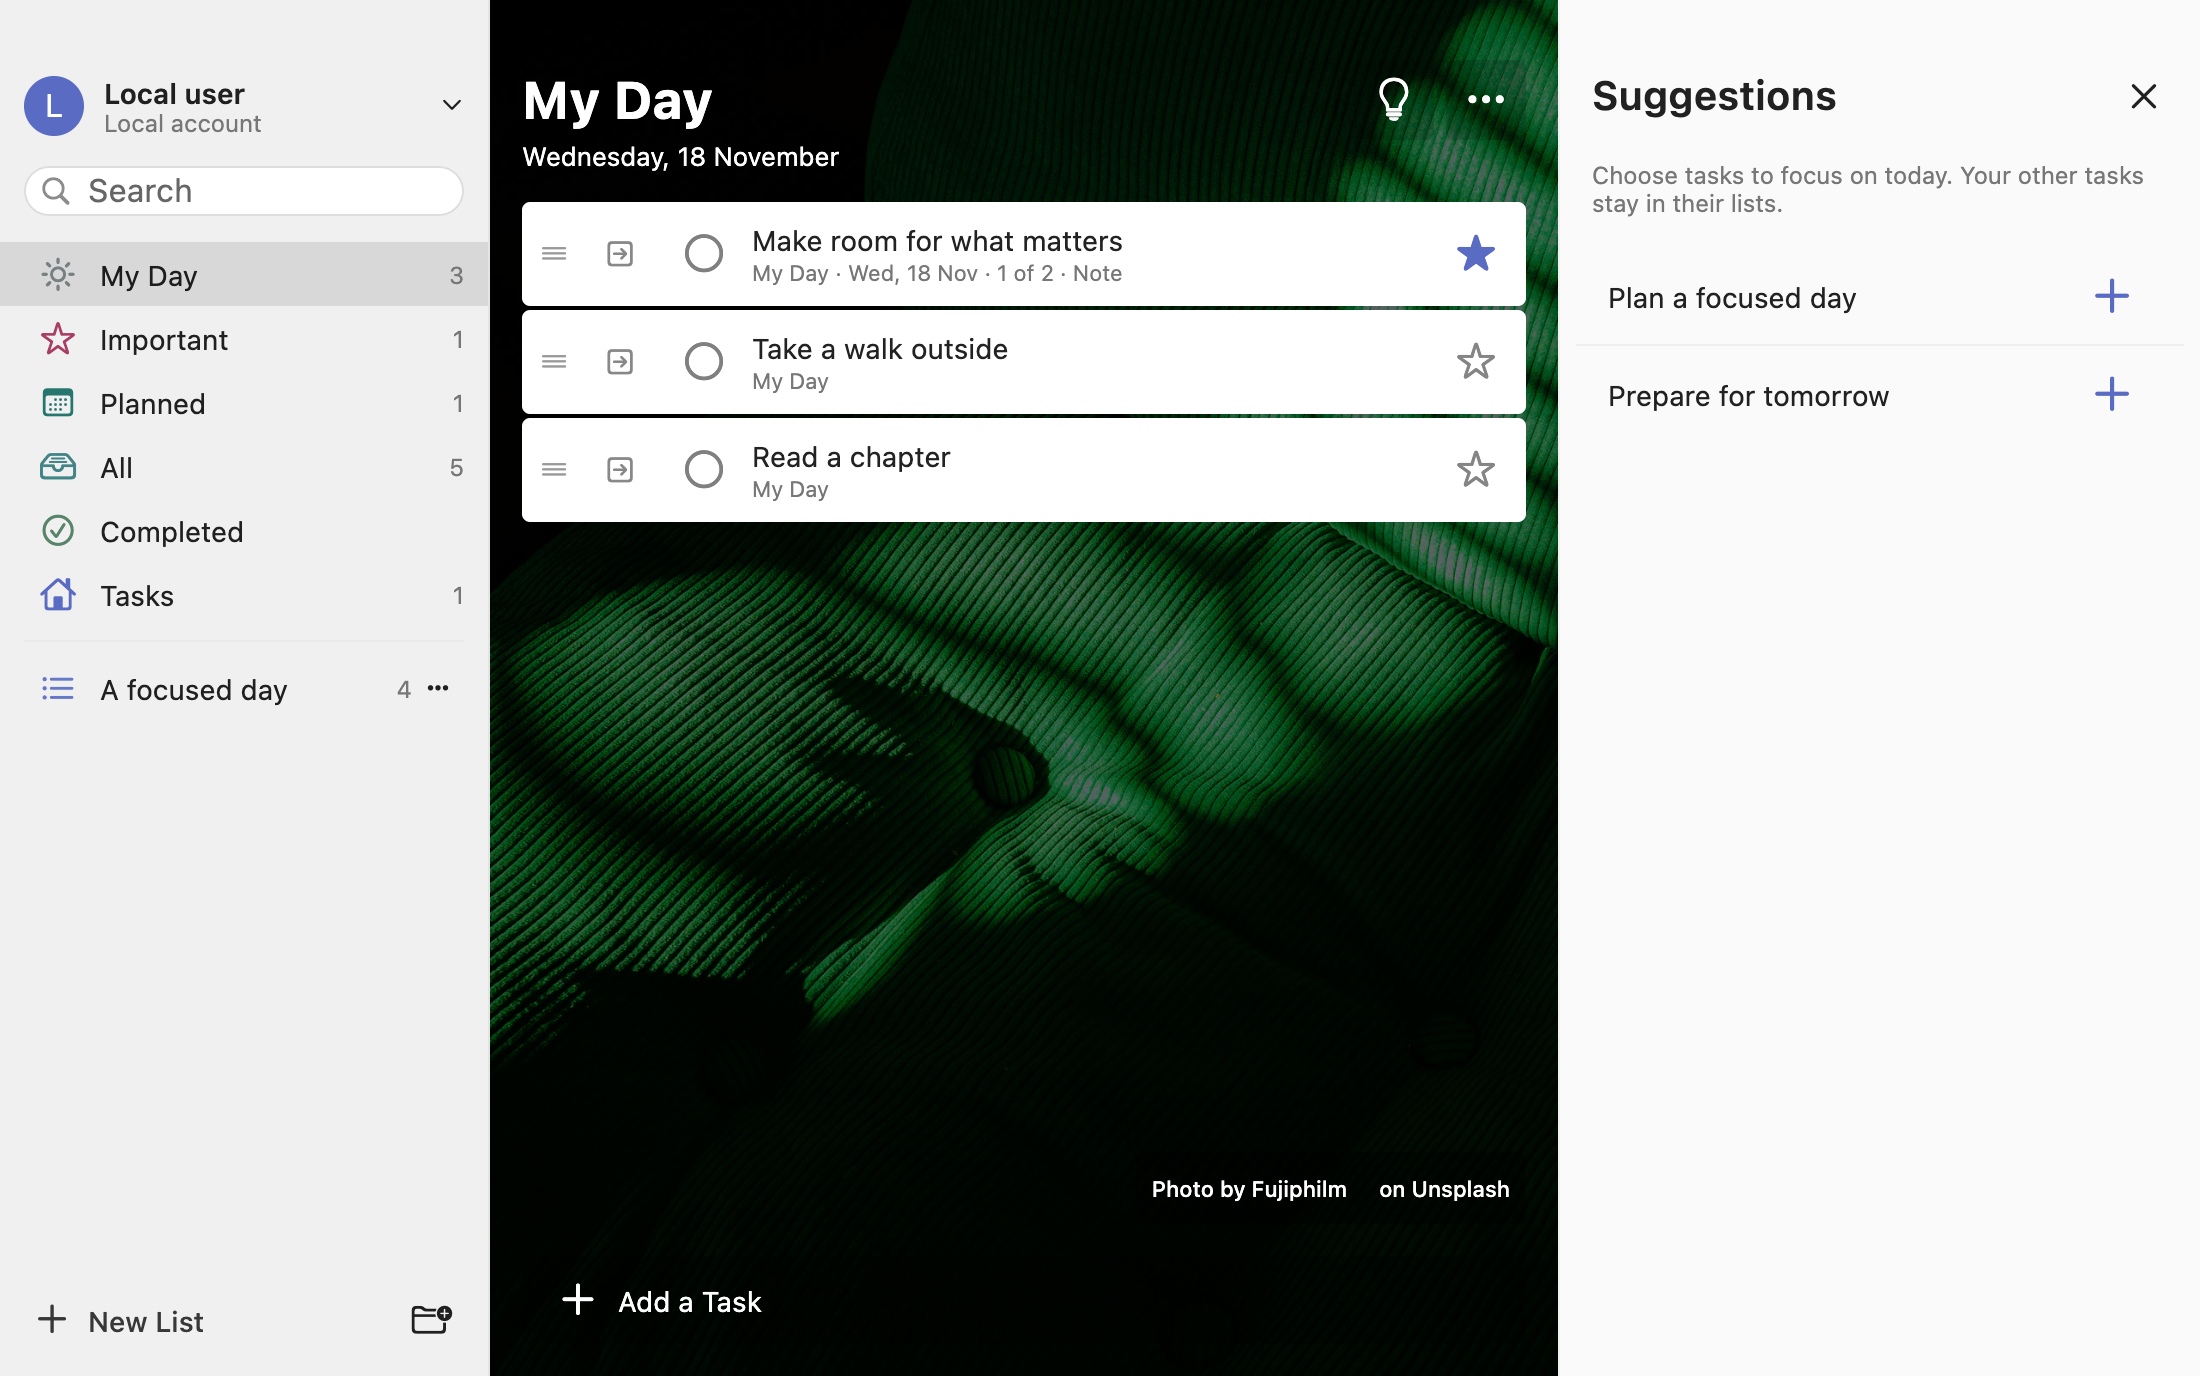 L
Local user
Local account
Search
My Day 3
Important 1
Planned 1
All 5
Completed
Tasks 1
A focused day 4
New List
My Day
Wednesday, 18 November
Make room for what matters
My Day · Wed, 18 Nov · 1 of 2 · Note
Take a walk outside
My Day
Read a chapter
My Day
Photo by Fujiphilm on Unsplash
Add a Task
Suggestions
Choose tasks to focus on today. Your other tasks
stay in their lists.
Plan a focused day
Prepare for tomorrow